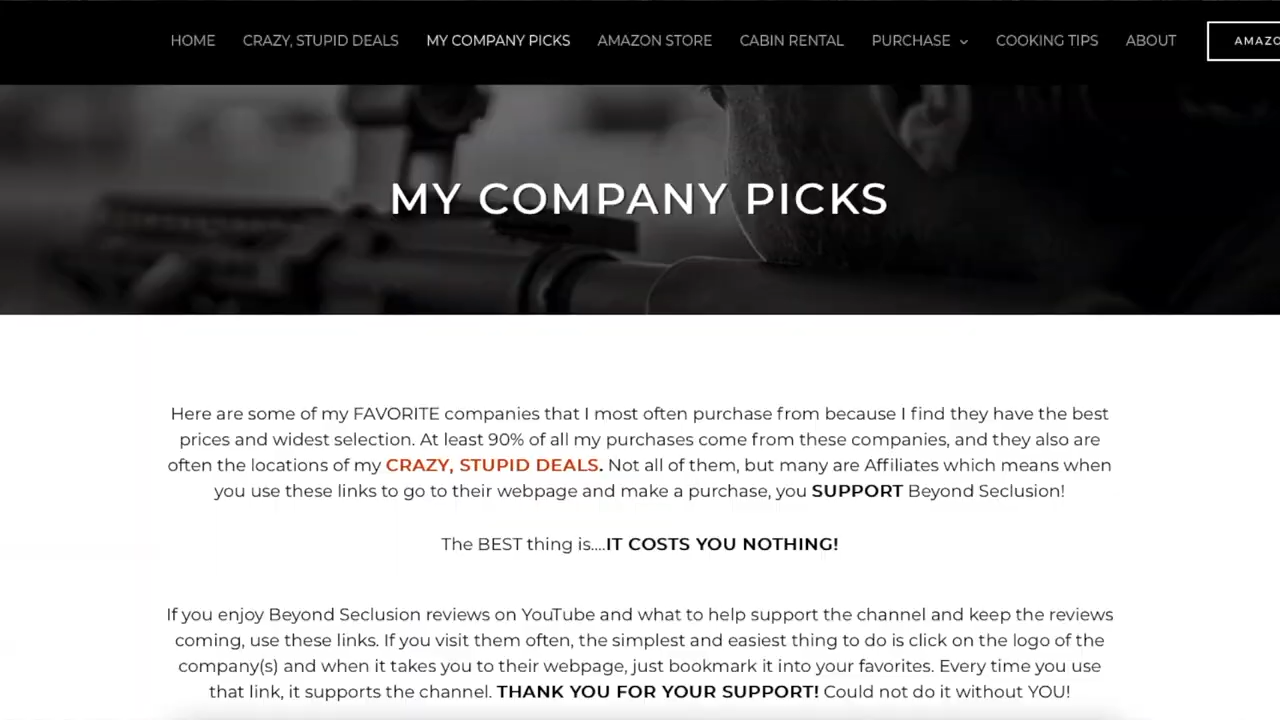 HOME CRAZY, STUPID DEALS MY COMPANY PICKS AMAZON STORE CABIN RENTAL PURCHASE COOKING TIPS ABOUT
MY COMPANY PICKS
Here are some of my FAVORITE companies that I most often purchase from because I find they have the best
prices and widest selection. At least 90% of all my purchases come from these companies, and they also are
often the locations of my CRAZY, STUPID DEALS. Not all of them, but many are Affiliates which means when
you use these links to go to their webpage and make a purchase, you SUPPORT Beyond Seclusion!
The BEST thing is....IT COSTS YOU NOTHING!
If you enjoy Beyond Seclusion reviews on YouTube and what to help support the channel and keep the reviews
coming, use these links. If you visit them often, the simplest and easiest thing to do is click on the logo of the
company(s) and when it takes you to their webpage, just bookmark it into your favorites. Every time you use
that link, it supports the channel. THANK YOU FOR YOUR SUPPORT! Could not do it without YOU!